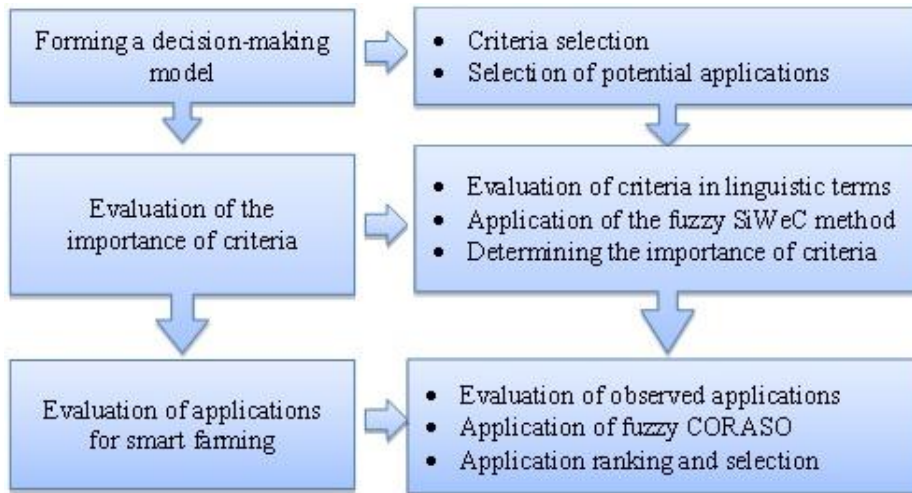 Forming a decision-making
model
• Criteria selection
• Selection of potential applications
Evaluation of the
importance of criteria
• Evaluation of criteria in linguistic terms
• Application of the fuzzy SiWeC method
• Determining the importance of criteria
Evaluation of applications
for smart farming
• Evaluation of observed applications
• Application of fuzzy CORASO
• Application ranking and selection